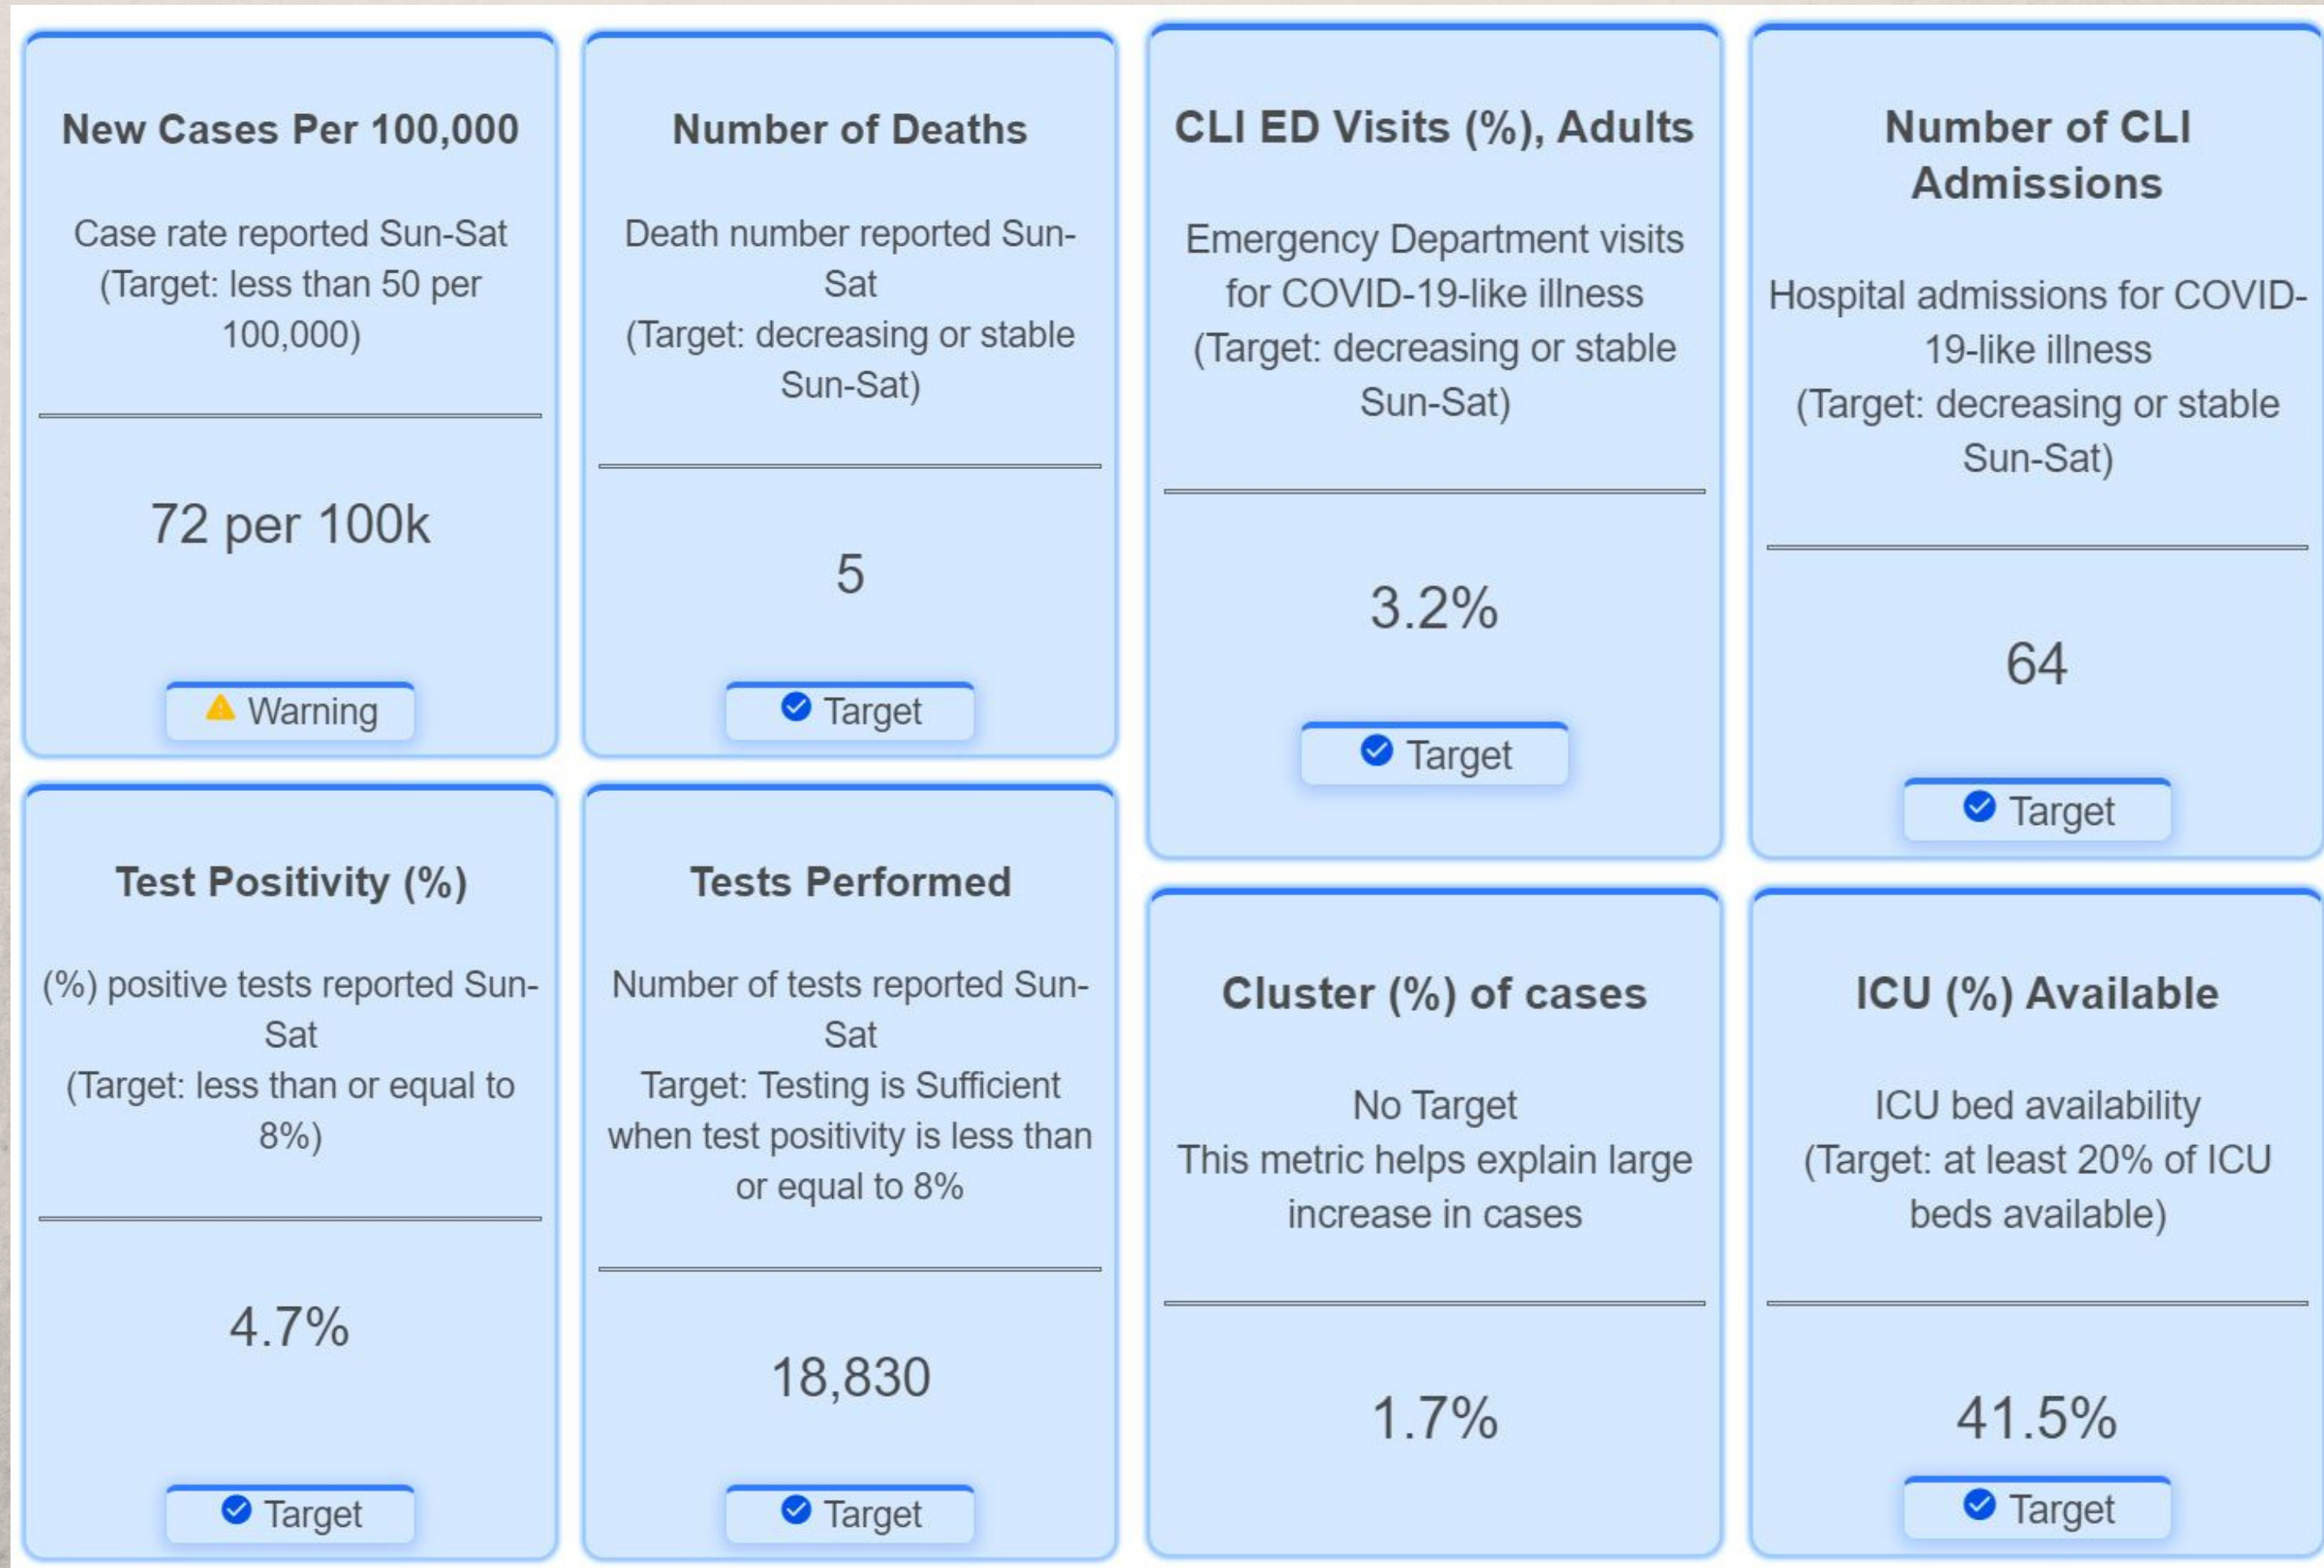 New Cases Per 100,000
Case rate reported Sun-Sat
(Target: less than 50 per
100,000)
72 per 100k
Warning
Number of Deaths
Death number reported Sun-
Sat
(Target: decreasing or stable
Sun-Sat)
5
Target
CLI ED Visits (%), Adults
Emergency Department visits
for COVID-19-like illness
(Target: decreasing or stable
Sun-Sat)
3.2%
Target
Number of CLI
Admissions
Hospital admissions for COVID-
19-like illness
(Target: decreasing or stable
Sun-Sat)
64
Target
Test Positivity (%)
(%) positive tests reported Sun-
Sat
(Target: less than or equal to
8%)
4.7%
Target
Tests Performed
Number of tests reported Sun-
Sat
Target: Testing is Sufficient
when test positivity is less than
or equal to 8%
18,830
Target
Cluster (%) of cases
No Target
This metric helps explain large
increase in cases
1.7%
ICU (%) Available
ICU bed availability
(Target: at least 20% of ICU
beds available)
41.5%
Target